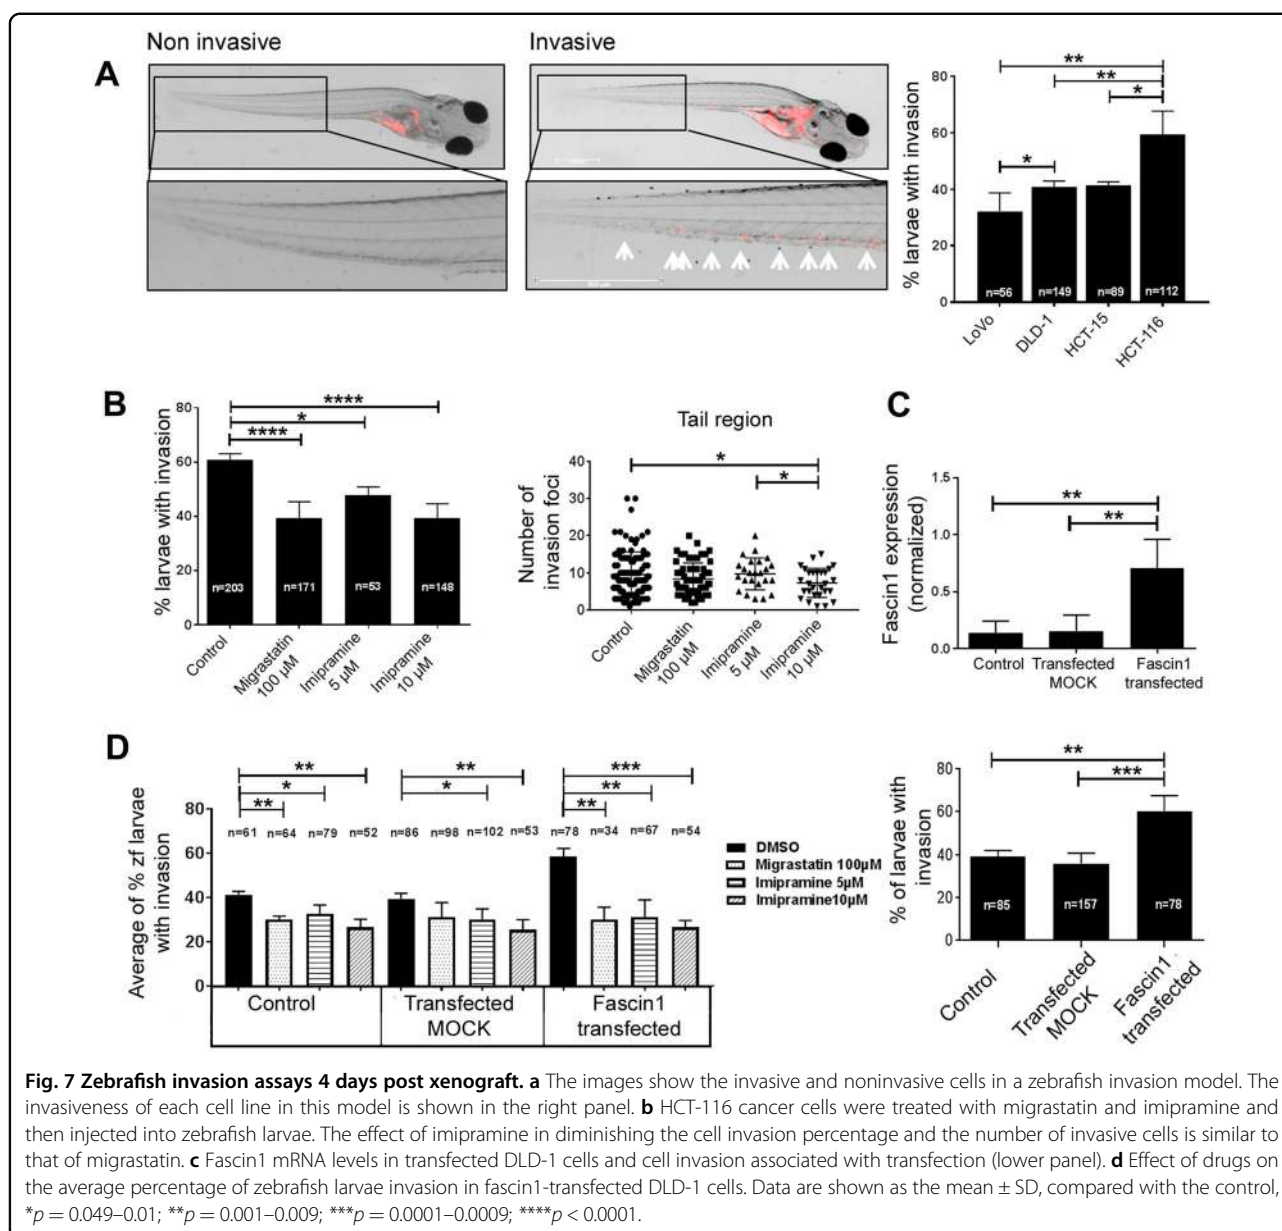 Non invasive
Invasive
A
80
60
40
20
0
% larvae with invasion
**
**
*
*
n=56
n=149
n=89
n=112
LoVo
DLD-1
HCT-15
HCT-116
B
% larvae with invasion
80
60
40
20
0
****
*
****
n=203
n=171
n=53
n=148
Control
Migrastatin
100 µM
Imipramine
5 µM
Imipramine
10 µM
Tail region
Number of
invasion foci
40
30
20
10
0
*
*
Control
Migrastatin
100 µM
Imipramine
5 µM
Imipramine
10 µM
C
Fascin1 expression
(normalized)
1.5
1.0
0.5
0.0
**
**
Control
Transfected
MOCK
Fascin1
transfected
% of larvae with
invasion
80
60
40
20
0
**
***
n=85
n=157
n=78
Control
Transfected
MOCK
Fascin1
transfected
D
Average of % zf larvae
with invasion
80
60
40
20
0
**
*
**
**
*
***
**
**
n=61 n=64 n=79 n=52 n=86 n=98 n=102 n=53 n=78 n=34 n=67 n=54
DMSO
Migrastatin 100µM
Imipramine 5µM
Imipramine10µM
Control
Transfected
MOCK
Fascin1
transfected
Fig. 7 Zebrafish invasion assays 4 days post xenograft. a The images show the invasive and noninvasive cells in a zebrafish invasion model. The
invasiveness of each cell line in this model is shown in the right panel. b HCT-116 cancer cells were treated with migrastatin and imipramine and
then injected into zebrafish larvae. The effect of imipramine in diminishing the cell invasion percentage and the number of invasive cells is similar to
that of migrastatin. c Fascin1 mRNA levels in transfected DLD-1 cells and cell invasion associated with transfection (lower panel). d Effect of drugs on
the average percentage of zebrafish larvae invasion in fascin1-transfected DLD-1 cells. Data are shown as the mean ± SD, compared with the control,
*p = 0.049–0.01; **p = 0.001–0.009; ***p = 0.0001–0.0009; ****p < 0.0001.